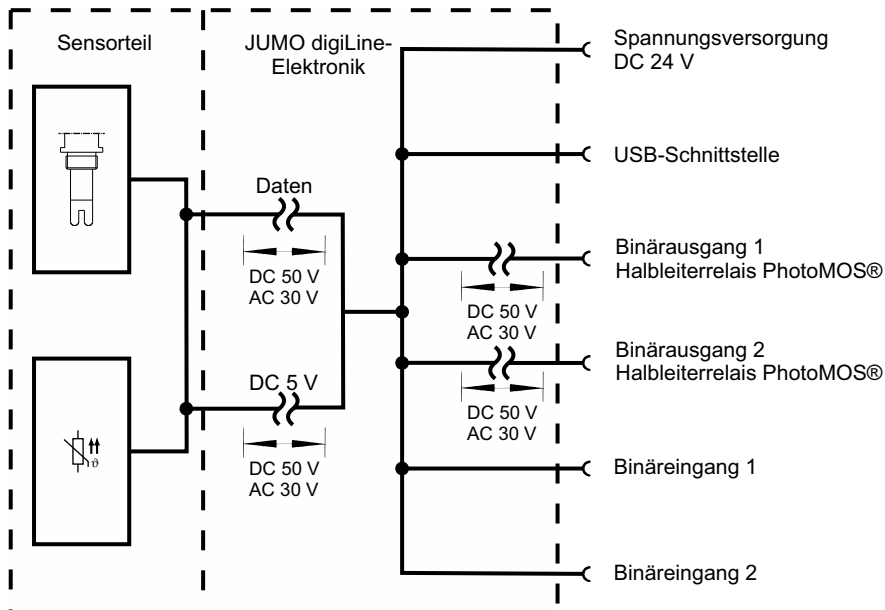 Sensorteil
JUMO digiLine-
Elektronik
Spannungsversorgung
DC 24 V
USB-Schnittstelle
Daten
DC 50 V
AC 30 V
Binärausgang 1
Halbleiterrelais PhotoMOS®
DC 50 V
AC 30 V
Binärausgang 2
Halbleiterrelais PhotoMOS®
DC 50 V
AC 30 V
DC 5 V
DC 50 V
AC 30 V
ϑ
Binäreingang 1
Binäreingang 2